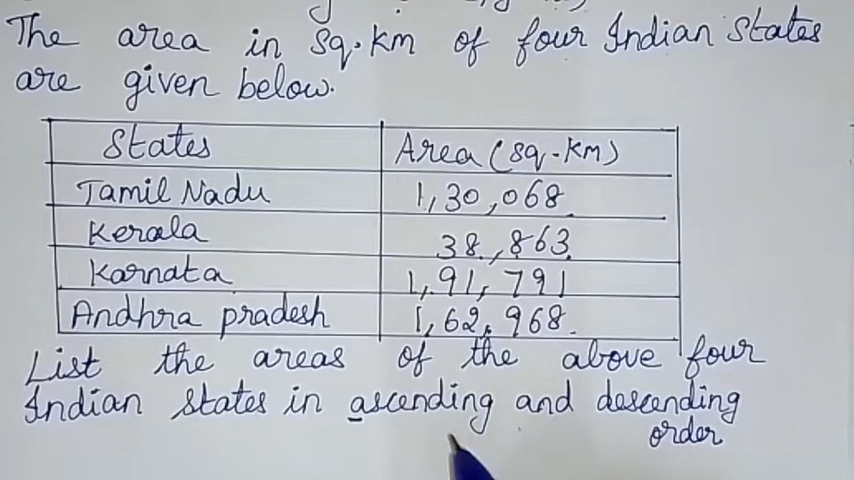 The area in Sq.km of four Indian States
are given below.
States Area (Sq.km)
Tamil Nadu 1,30,068
Kerala 38,863
Karnata 1,91,791
Andhra pradesh 1,62,968
List the areas of the above four
Indian states in ascending and descending
order